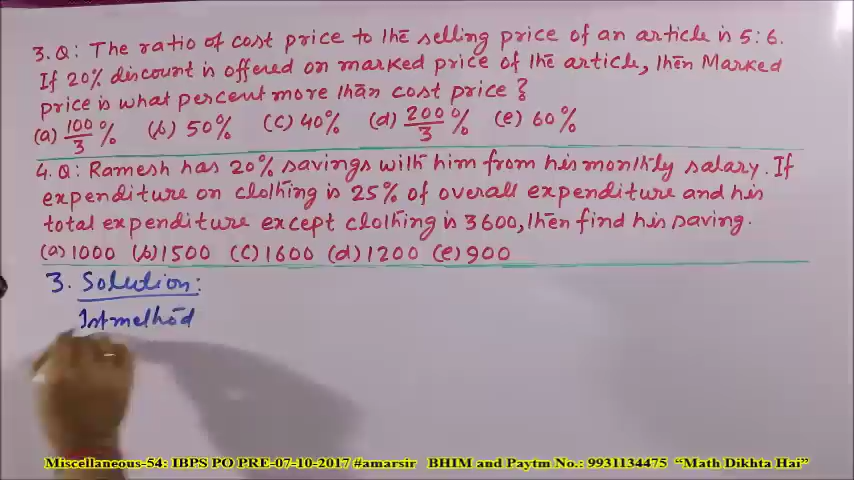 3.Q: The ratio of cost price to the selling price of an article is 5:6.
If 20% discount is offered on marked price of the article, then Marked
price is what percent more than cost price?
(a) 100/3 % (b) 50% (c) 40% (d) 200/3 % (e) 60%
4.Q: Ramesh has 20% savings with him from his monthly salary. If
expenditure on clothing is 25% of overall expenditure and his
total expenditure except clothing is 3600, then find his saving.
(a) 1000 (b) 1500 (c) 1600 (d) 1200 (e) 900
3. Solution:
Ist method
Miscellaneous-54: IBPS PO PRE-07-10-2017 #amarsir BHIM and Paytm No.: 9931134475 “Math Dikhta Hai”